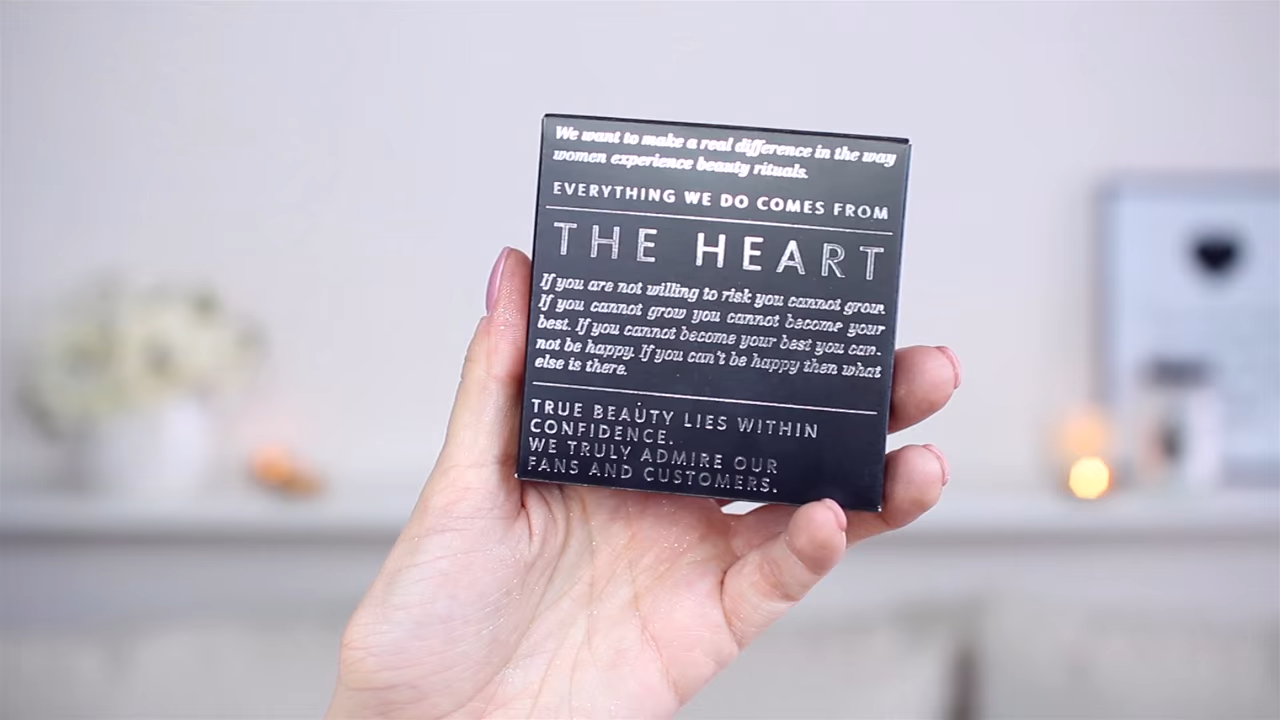 We want to make a real difference in the way
women experience beauty rituals.
EVERYTHING WE DO COMES FROM
THE HEART
If you are not willing to risk you cannot grow.
If you cannot grow you cannot become your
best. If you cannot become your best you can-
not be happy. If you can't be happy then what
else is there.
TRUE BEAUTY LIES WITHIN
CONFIDENCE.
WE TRULY ADMIRE OUR
FANS AND CUSTOMERS.